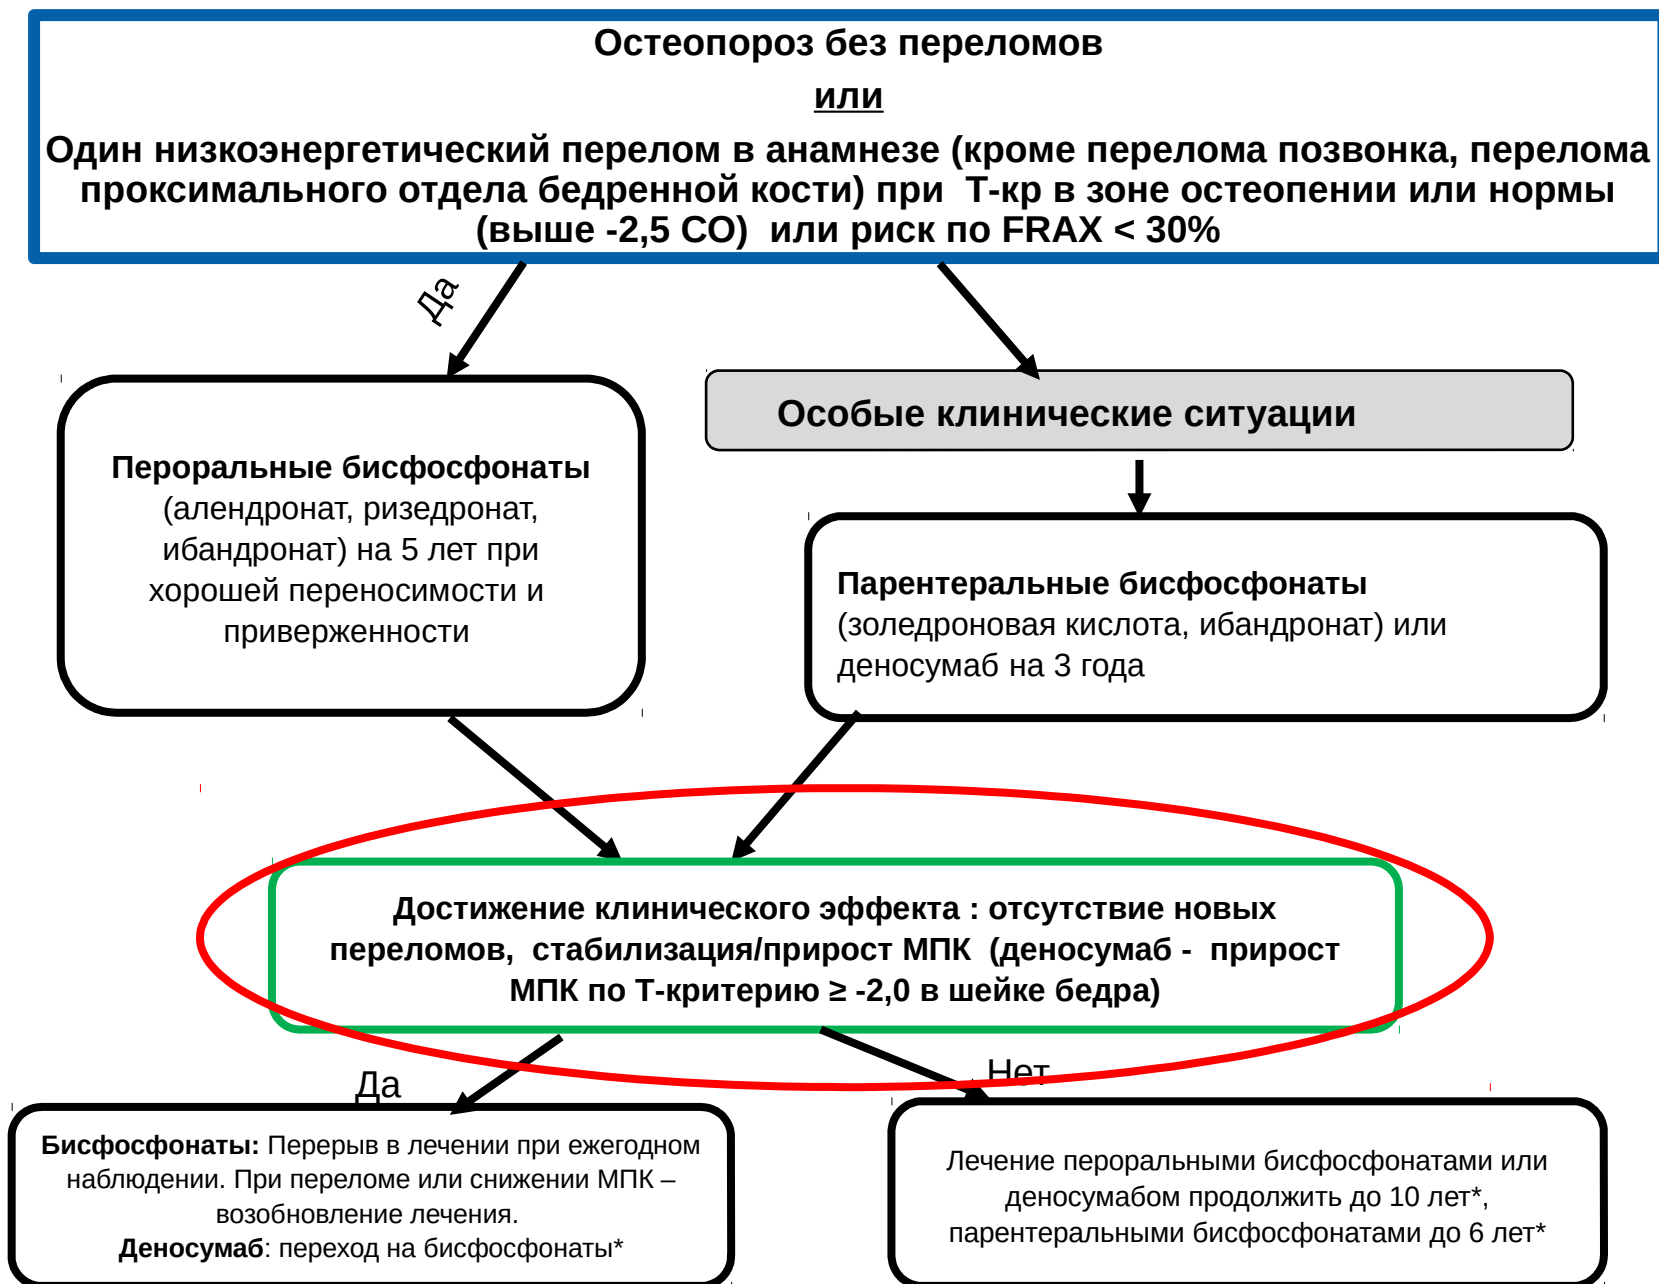 Остеопороз без переломов
или
Один низкоэнергетический перелом в анамнезе (кроме перелома позвонка, перелома
проксимального отдела бедренной кости) при Т-кр в зоне остеопении или нормы
(выше -2,5 СО) или риск по FRAX < 30%
Да
Особые клинические ситуации
Пероральные бисфосфонаты
(алендронат, ризедронат,
ибандронат) на 5 лет при
хорошей переносимости и
приверженности
Парентеральные бисфосфонаты
(золедроновая кислота, ибандронат) или
деносумаб на 3 года
Достижение клинического эффекта : отсутствие новых
переломов, стабилизация/прирост МПК (деносумаб - прирост
МПК по Т-критерию ≥ -2,0 в шейке бедра)
Да
Нет
Бисфосфонаты: Перерыв в лечении при ежегодном
наблюдении. При переломе или снижении МПК –
возобновление лечения.
Деносумаб: переход на бисфосфонаты*
Лечение пероральными бисфосфонатами или
деносумабом продолжить до 10 лет*,
парентеральными бисфосфонатами до 6 лет*